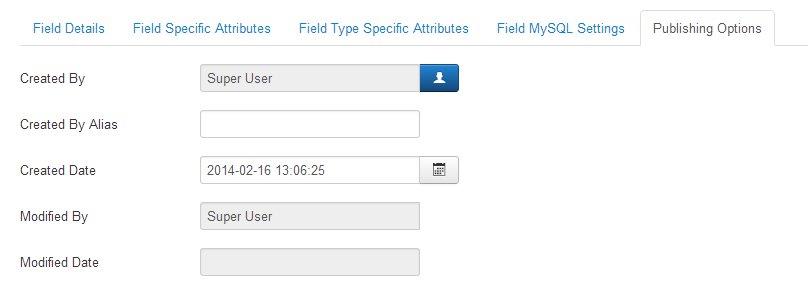 Field Details Field Specific Attributes Field Type Specific Attributes Field MySQL Settings Publishing Options
Created By Super User
Created By Alias
Created Date 2014-02-16 13:06:25
Modified By Super User
Modified Date